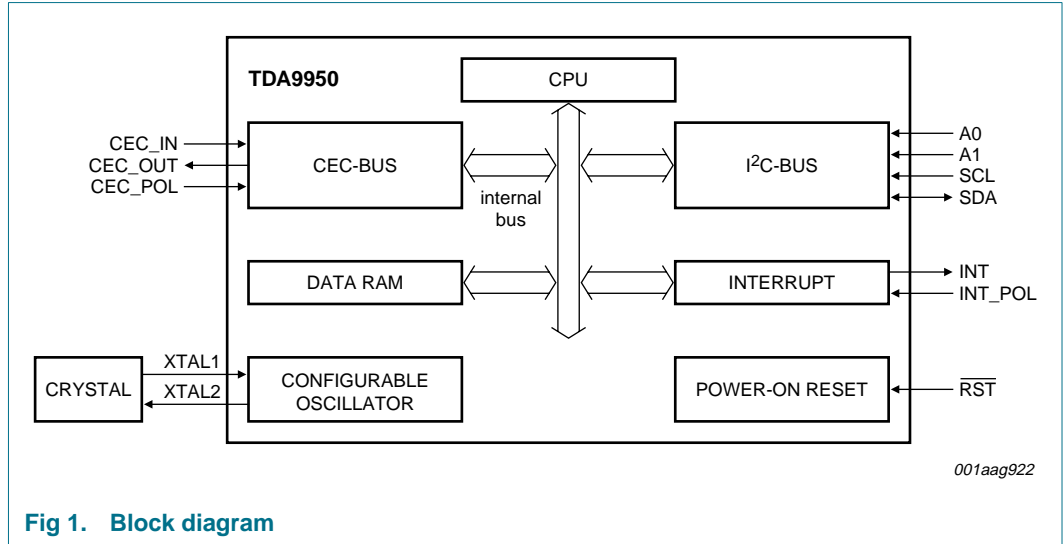 TDA9950
CPU
CEC_IN
CEC_OUT
CEC_POL
CEC-BUS
internal
bus
I²C-BUS
A0
A1
SCL
SDA
DATA RAM
INTERRUPT
INT
INT_POL
CRYSTAL
XTAL1
XTAL2
CONFIGURABLE
OSCILLATOR
POWER-ON RESET
RST
001aag922
Fig 1. Block diagram